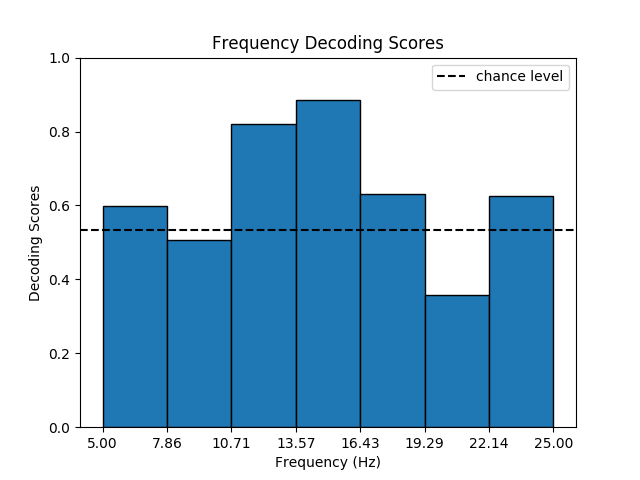 Frequency Decoding Scores
chance level
1.0
0.8
0.6
0.4
0.2
0.0
Decoding Scores
5.00 7.86 10.71 13.57 16.43 19.29 22.14 25.00
Frequency (Hz)